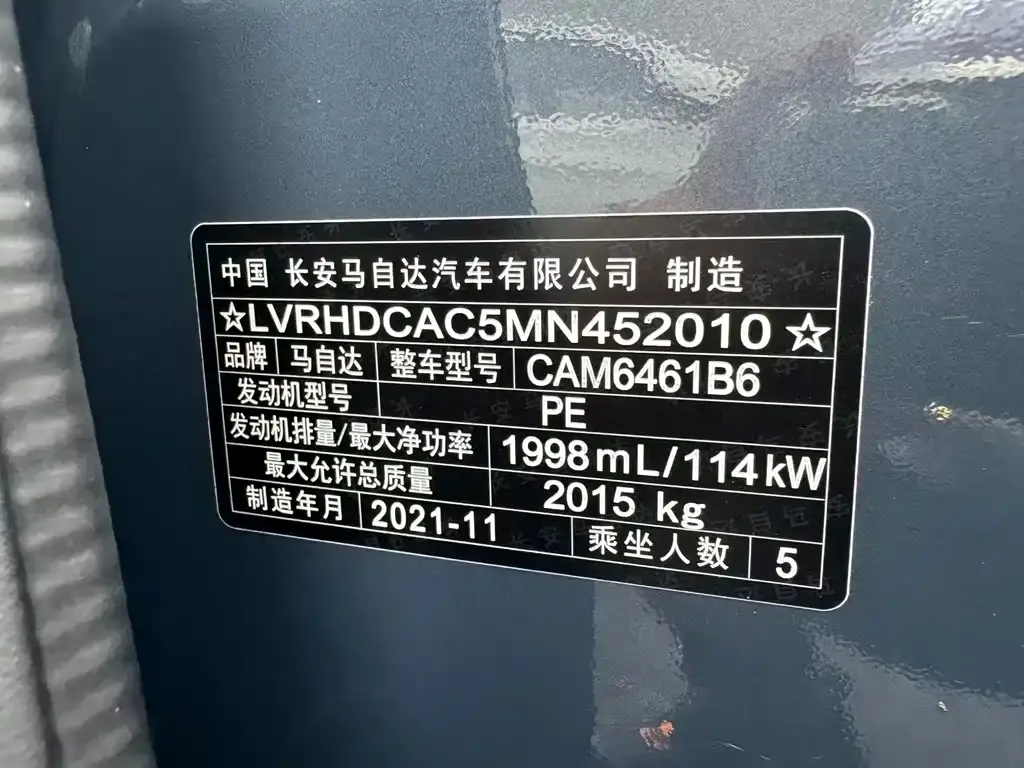 中国 长安马自达汽车有限公司 制造
☆LVRHDCAC5MN452010☆
品牌 马自达 整车型号 CAM6461B6
发动机型号 PE
发动机排量/最大净功率 1998mL/114kW
最大允许总质量 2015 kg
制造年月 2021-11 乘坐人数 5